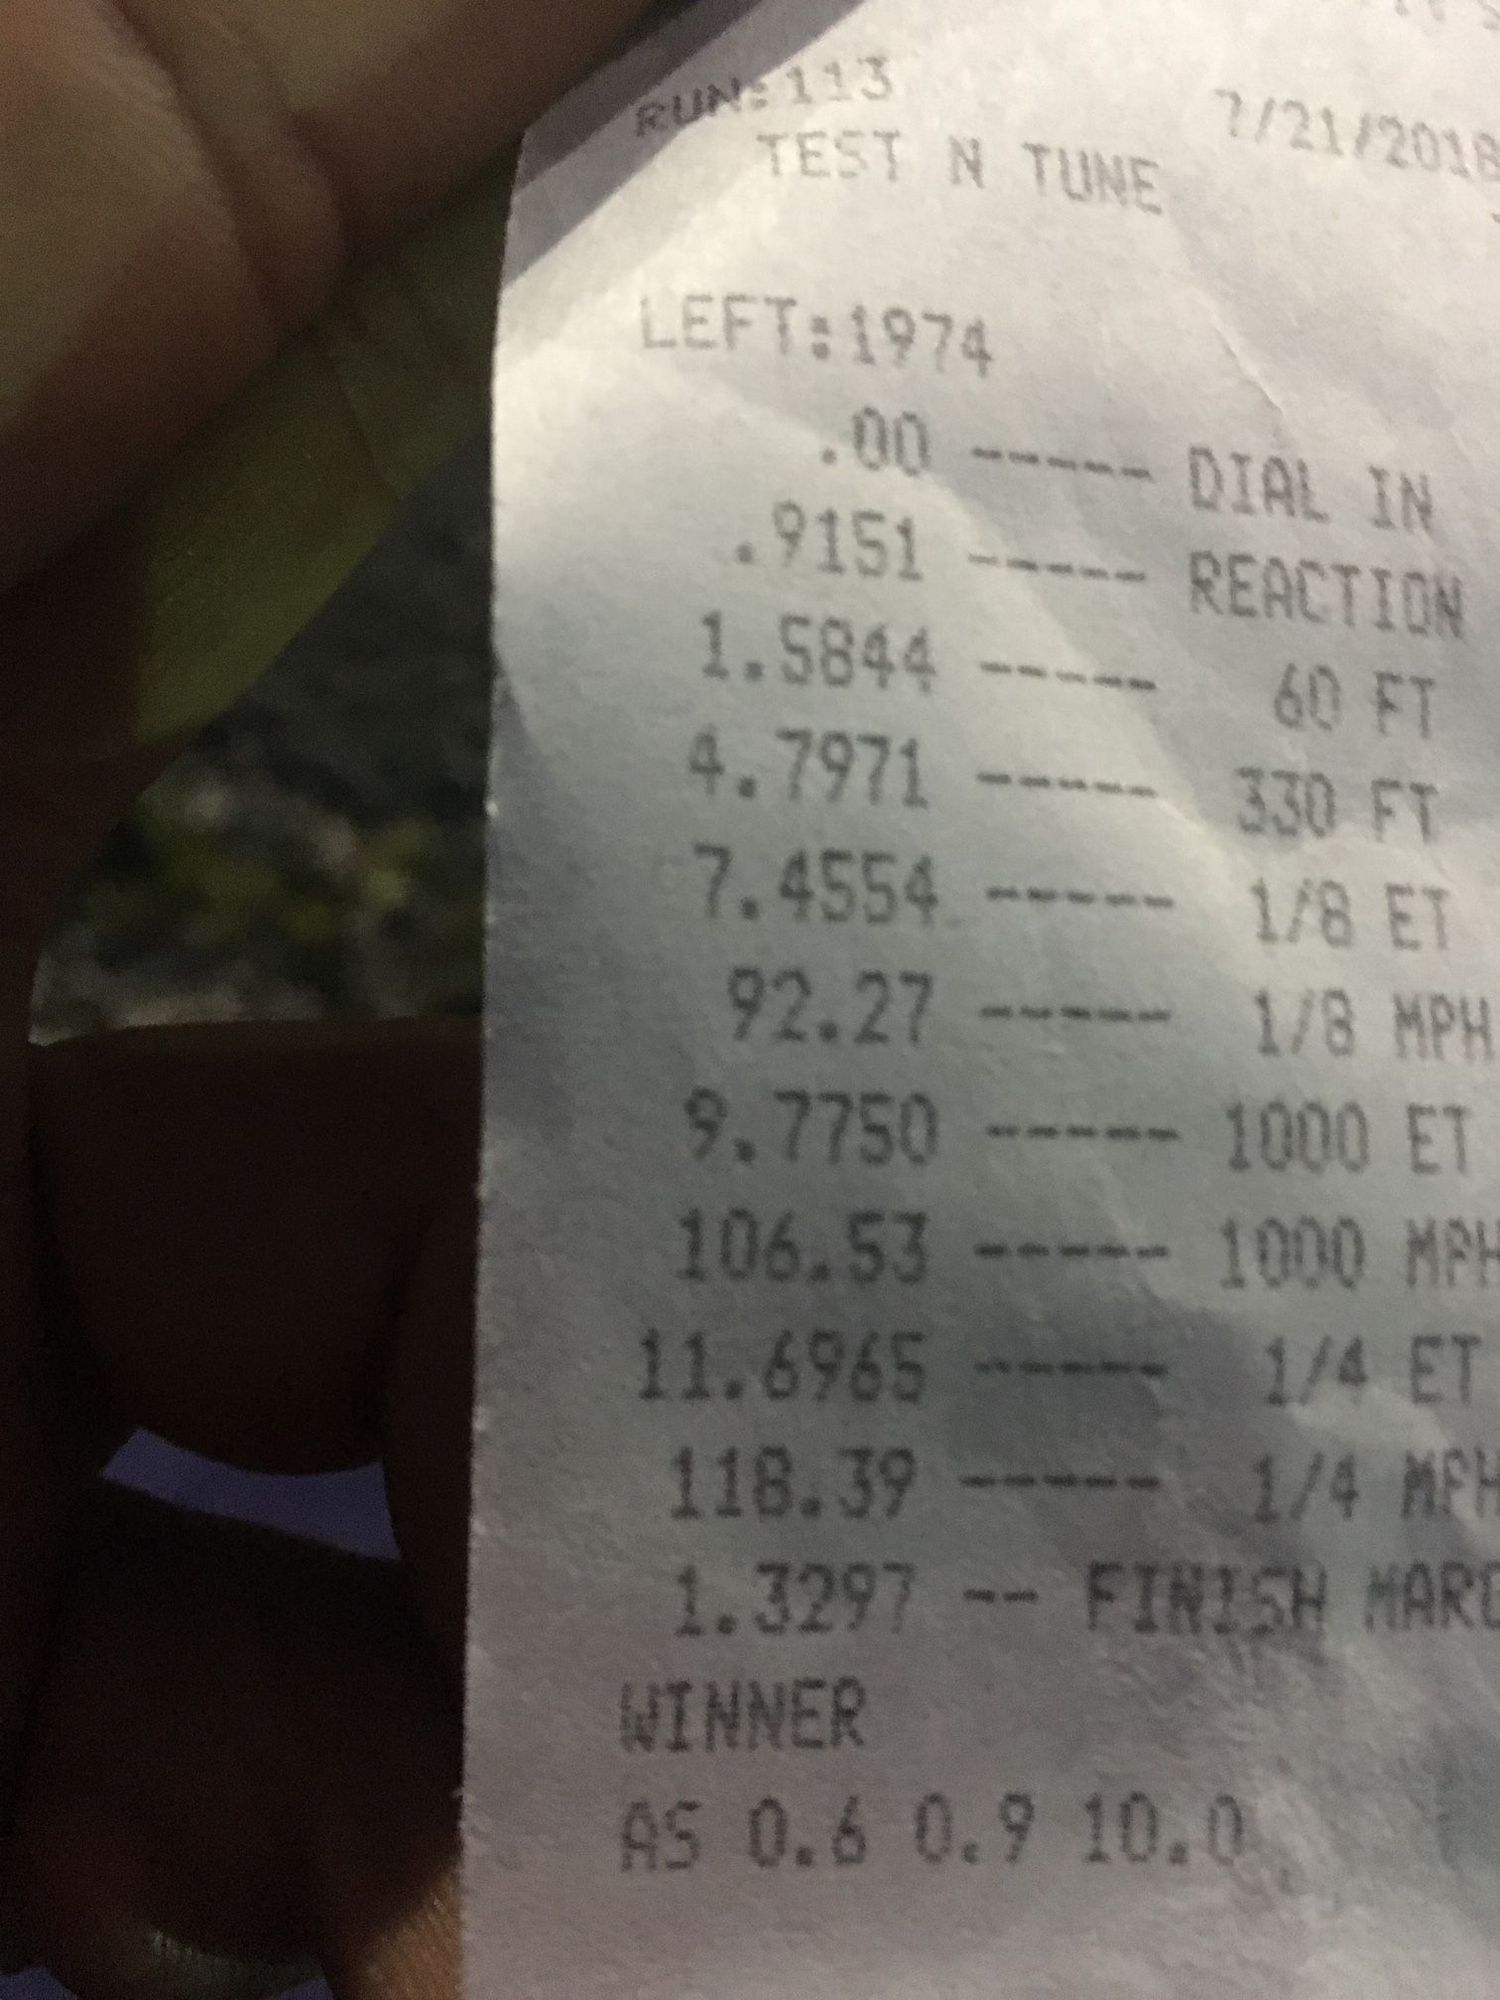 RUN:113 7/21/2018
TEST N TUNE
LEFT:1974
.00 ----- DIAL IN
.9151 ----- REACTION
1.5844 ----- 60 FT
4.7971 ----- 330 FT
7.4554 ----- 1/8 ET
92.27 ----- 1/8 MPH
9.7750 ----- 1000 ET
106.53 ----- 1000 MPH
11.6965 ----- 1/4 ET
118.39 ----- 1/4 MPH
1.3297 -- FINISH MARG
WINNER
AS 0.6 0.9 10.0